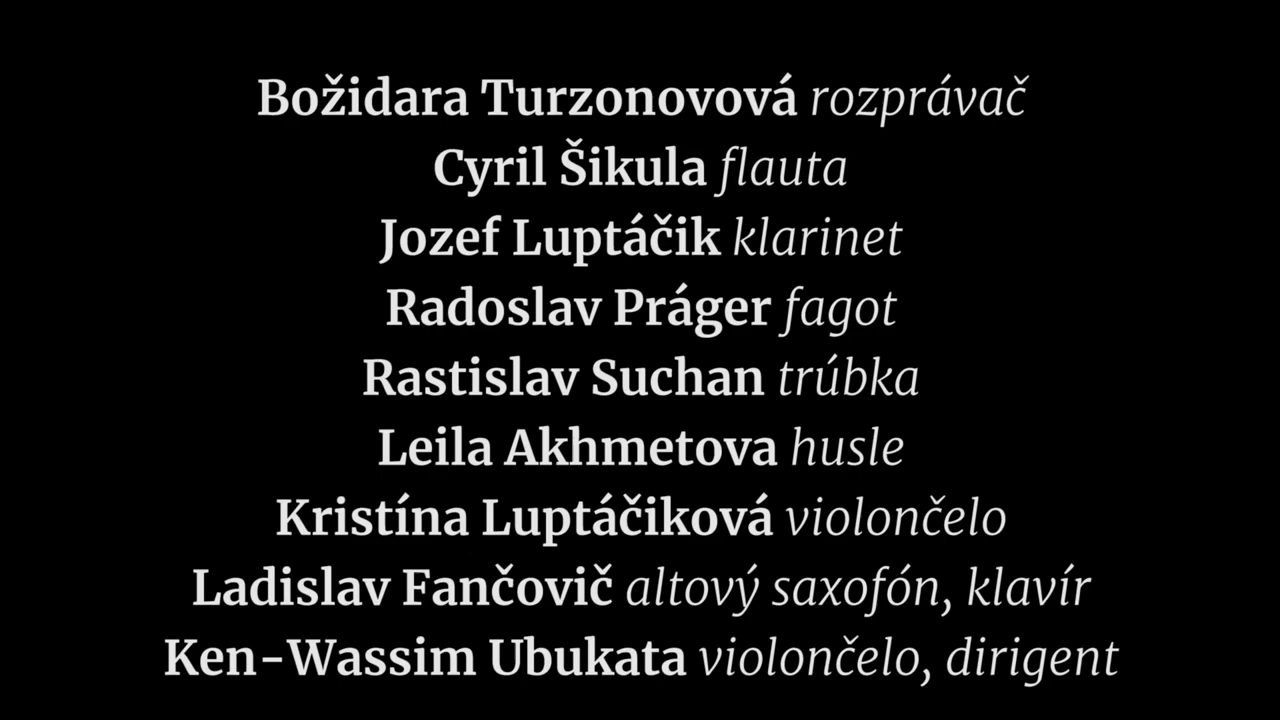 Božidara Turzonovová rozprávač
Cyril Šikula flauta
Jozef Luptáčik klarinet
Radoslav Práger fagot
Rastislav Suchan trúbka
Leila Akhmetova husle
Kristína Luptáčiková violončelo
Ladislav Fančovič altový saxofón, klavír
Ken-Wassim Ubukata violončelo, dirigent